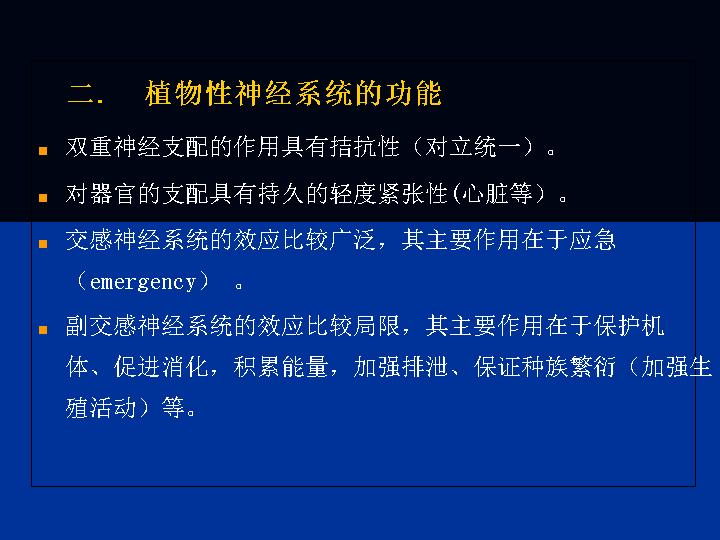 二.　植物性神经系统的功能
双重神经支配的作用具有拮抗性（对立统一）。
对器官的支配具有持久的轻度紧张性(心脏等）。
交感神经系统的效应比较广泛，其主要作用在于应急
（emergency） 。
副交感神经系统的效应比较局限，其主要作用在于保护机
体、促进消化，积累能量，加强排泄、保证种族繁衍（加强生
殖活动）等。